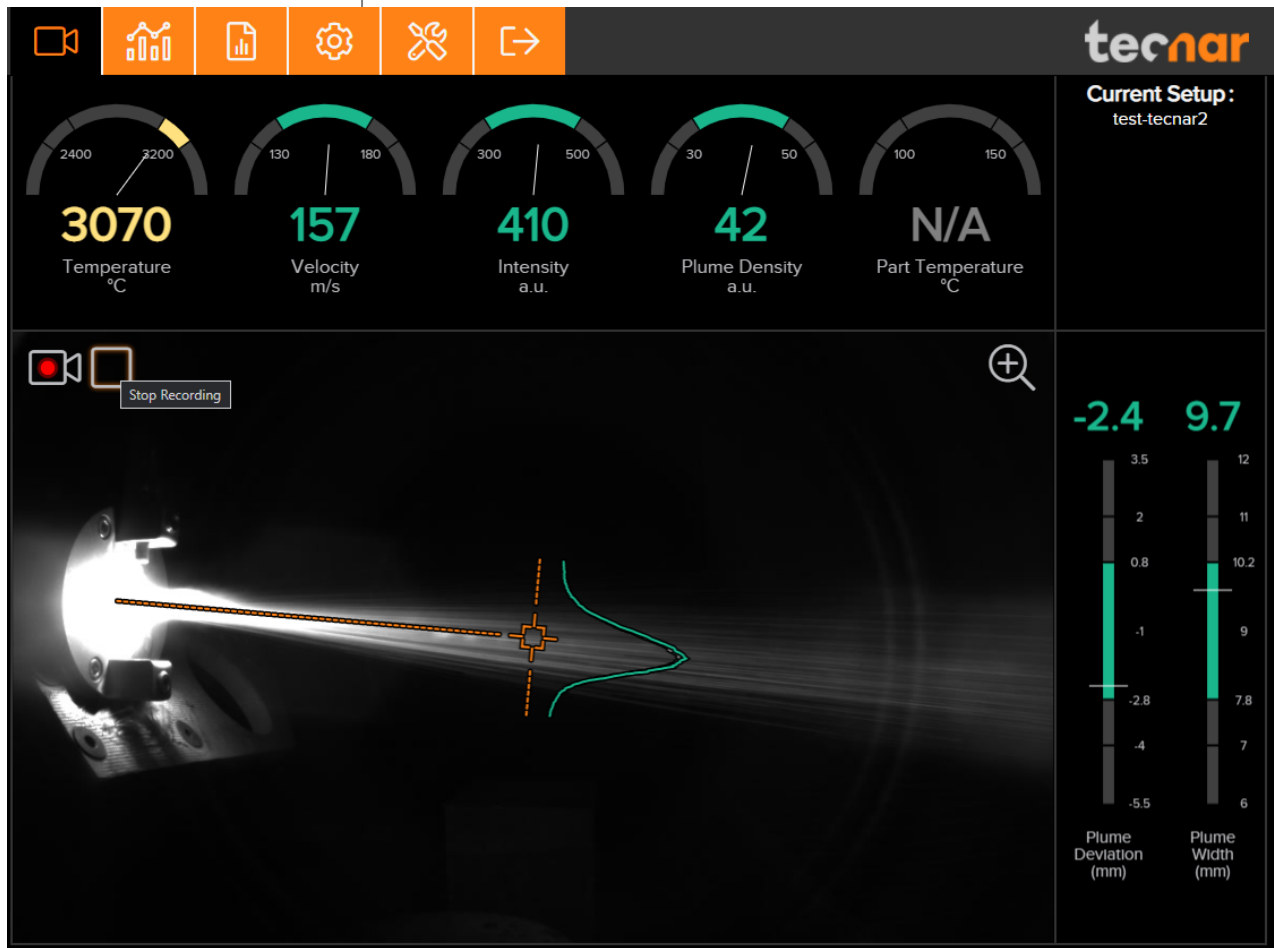 tecnar
Current Setup :
test-tecnar2
2400 3200
3070
Temperature
°C
130 180
157
Velocity
m/s
300 500
410
Intensity
a.u.
30 50
42
Plume Density
a.u.
100 150
N/A
Part Temperature
°C
Stop Recording
-2.4
3.5
2
0.8
-1
-2.8
-4
-5.5
Plume
Deviation
(mm)
9.7
12
11
10.2
9
7.8
7
6
Plume
Width
(mm)